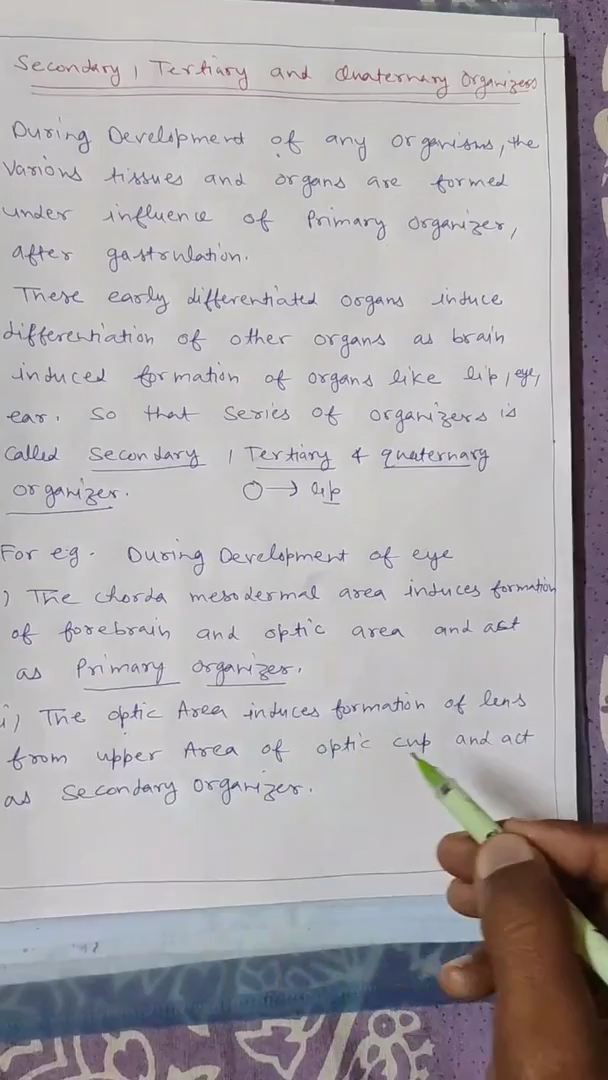 Secondary, Tertiary and Quaternary Organizers
During Development of any organisms, the
various tissues and organs are formed
under influence of Primary Organizer,
after gastrulation.
These early differentiated organs induce
differentiation of other organs as brain
induced formation of organs like lip, eye,
ear. So that series of organizers is
called Secondary, Tertiary & quaternary
organizer. O → lip
For eg. During Development of eye
) The chorda mesodermal area induces formation
of forebrain and optic area and act
as Primary Organizer.
ii) The optic Area induces formation of lens
from upper Area of optic cup and act
as Secondary Organizer.